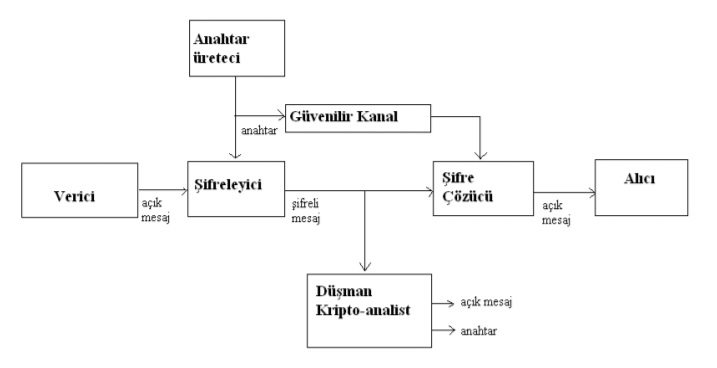 Anahtar
üreteci
Güvenilir Kanal
anahtar
Verici
açık
mesaj
Şifreleyici
şifreli
mesaj
Şifre
Çözücü
açık
mesaj
Alıcı
Düşman
Kripto-analist
açık mesaj
anahtar